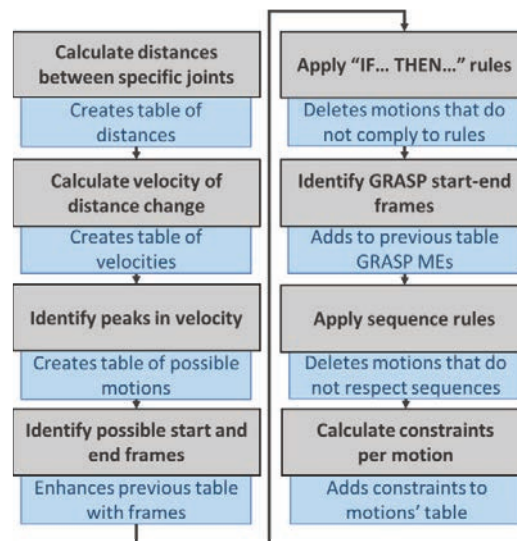 Calculate distances
between specific joints
Creates table of
distances
Calculate velocity of
distance change
Creates table of
velocities
Identify peaks in velocity
Creates table of possible
motions
Identify possible start and
end frames
Enhances previous table
with frames
Apply “IF... THEN...” rules
Deletes motions that do
not comply to rules
Identify GRASP start-end
frames
Adds to previous table
GRASP MEs
Apply sequence rules
Deletes motions that do
not respect sequences
Calculate constraints
per motion
Adds constraints to
motions’ table